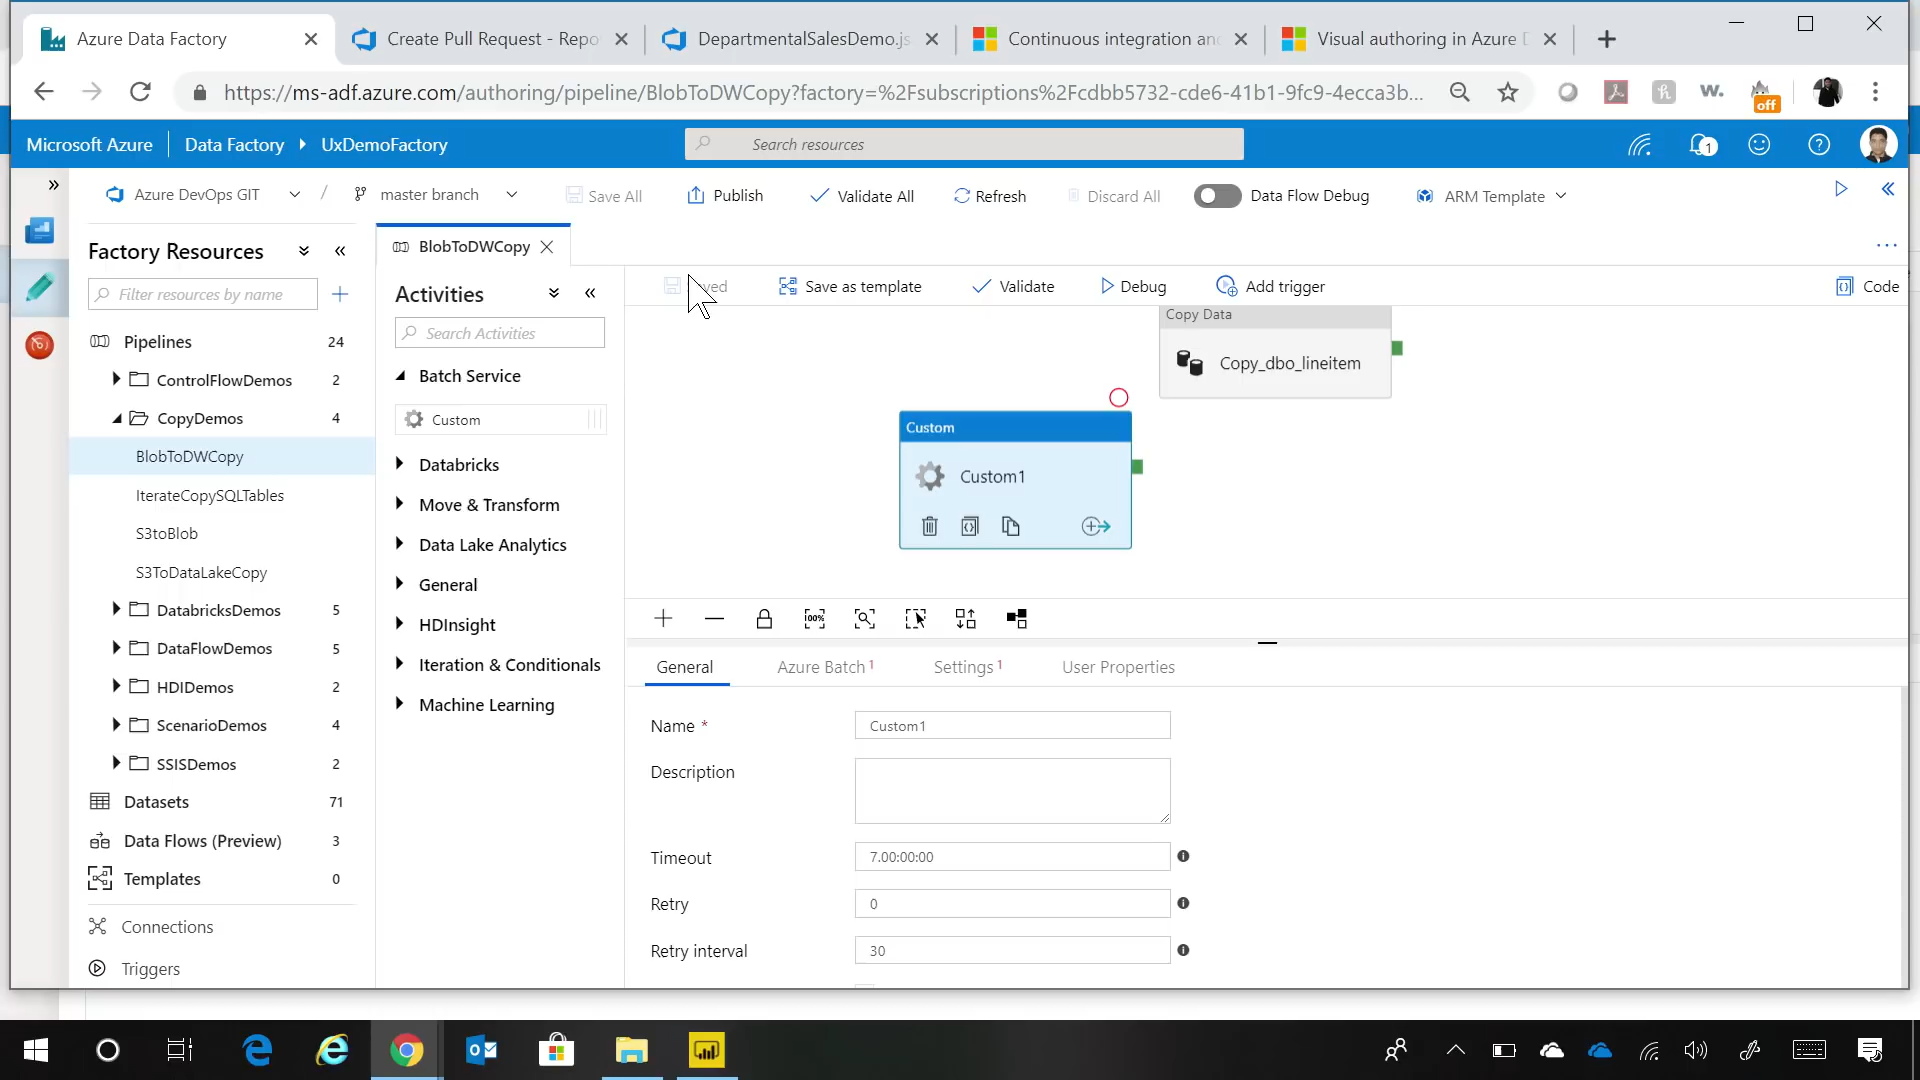 Azure Data Factory
Create Pull Request - Repo
DepartmentalSalesDemo.js
Continuous integration an
Visual authoring in Azure D
https://ms-adf.azure.com/authoring/pipeline/BlobToDWCopy?factory=%2Fsubscriptions%2Fcdbb5732-cde6-41b1-9fc9-4ecca3b...
off
Microsoft Azure
Data Factory
UxDemoFactory
Search resources
1
Azure DevOps GIT
/
master branch
Save All
Publish
Validate All
Refresh
Discard All
Data Flow Debug
ARM Template
Factory Resources
Filter resources by name
Pipelines 24
ControlFlowDemos 2
CopyDemos 4
BlobToDWCopy
IterateCopySQLTables
S3toBlob
S3ToDataLakeCopy
DatabricksDemos 5
DataFlowDemos 5
HDIDemos 2
ScenarioDemos 4
SSISDemos 2
Datasets 71
Data Flows (Preview) 3
Templates 0
Connections
Triggers
BlobToDWCopy
Activities
Search Activities
Batch Service
Custom
Databricks
Move & Transform
Data Lake Analytics
General
HDInsight
Iteration & Conditionals
Machine Learning
Save as template
Validate
Debug
Add trigger
Code
Copy Data
Copy_dbo_lineitem
Custom
Custom1
100%
General
Azure Batch 1
Settings 1
User Properties
Name *
Custom1
Description
Timeout
7.00:00:00
Retry
0
Retry interval
30